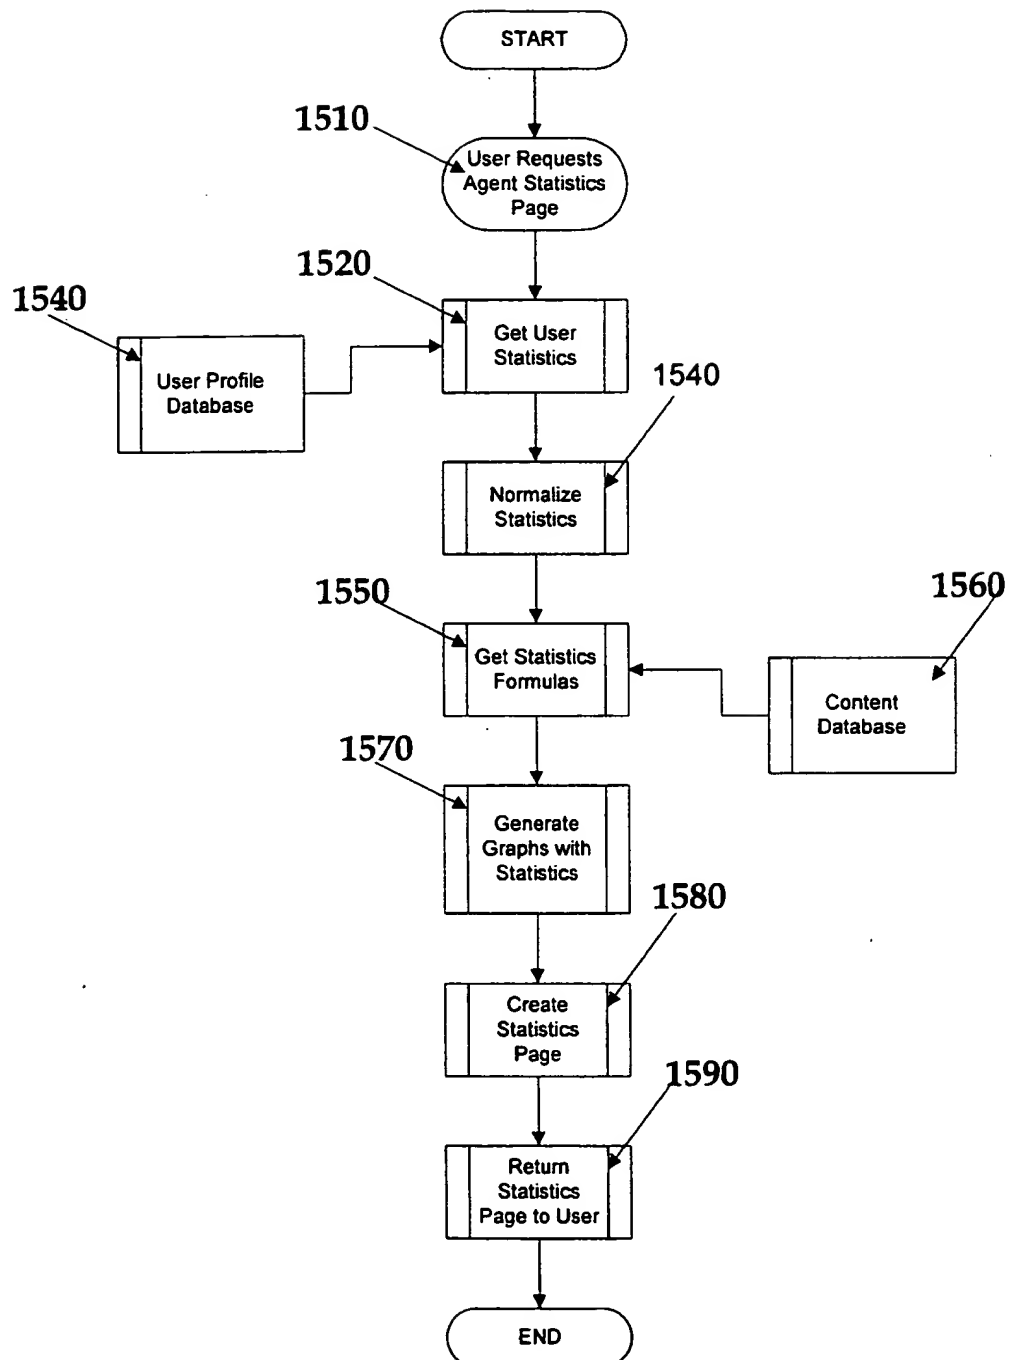 START
1510
User Requests
Agent Statistics
Page
1520
1540
Get User
Statistics
User Profile
Database
1540
Normalize
Statistics
1550
1560
Get Statistics
Formulas
Content
Database
1570
Generate
Graphs with
Statistics
1580
Create
Statistics
Page
1590
Return
Statistics
Page to User
END